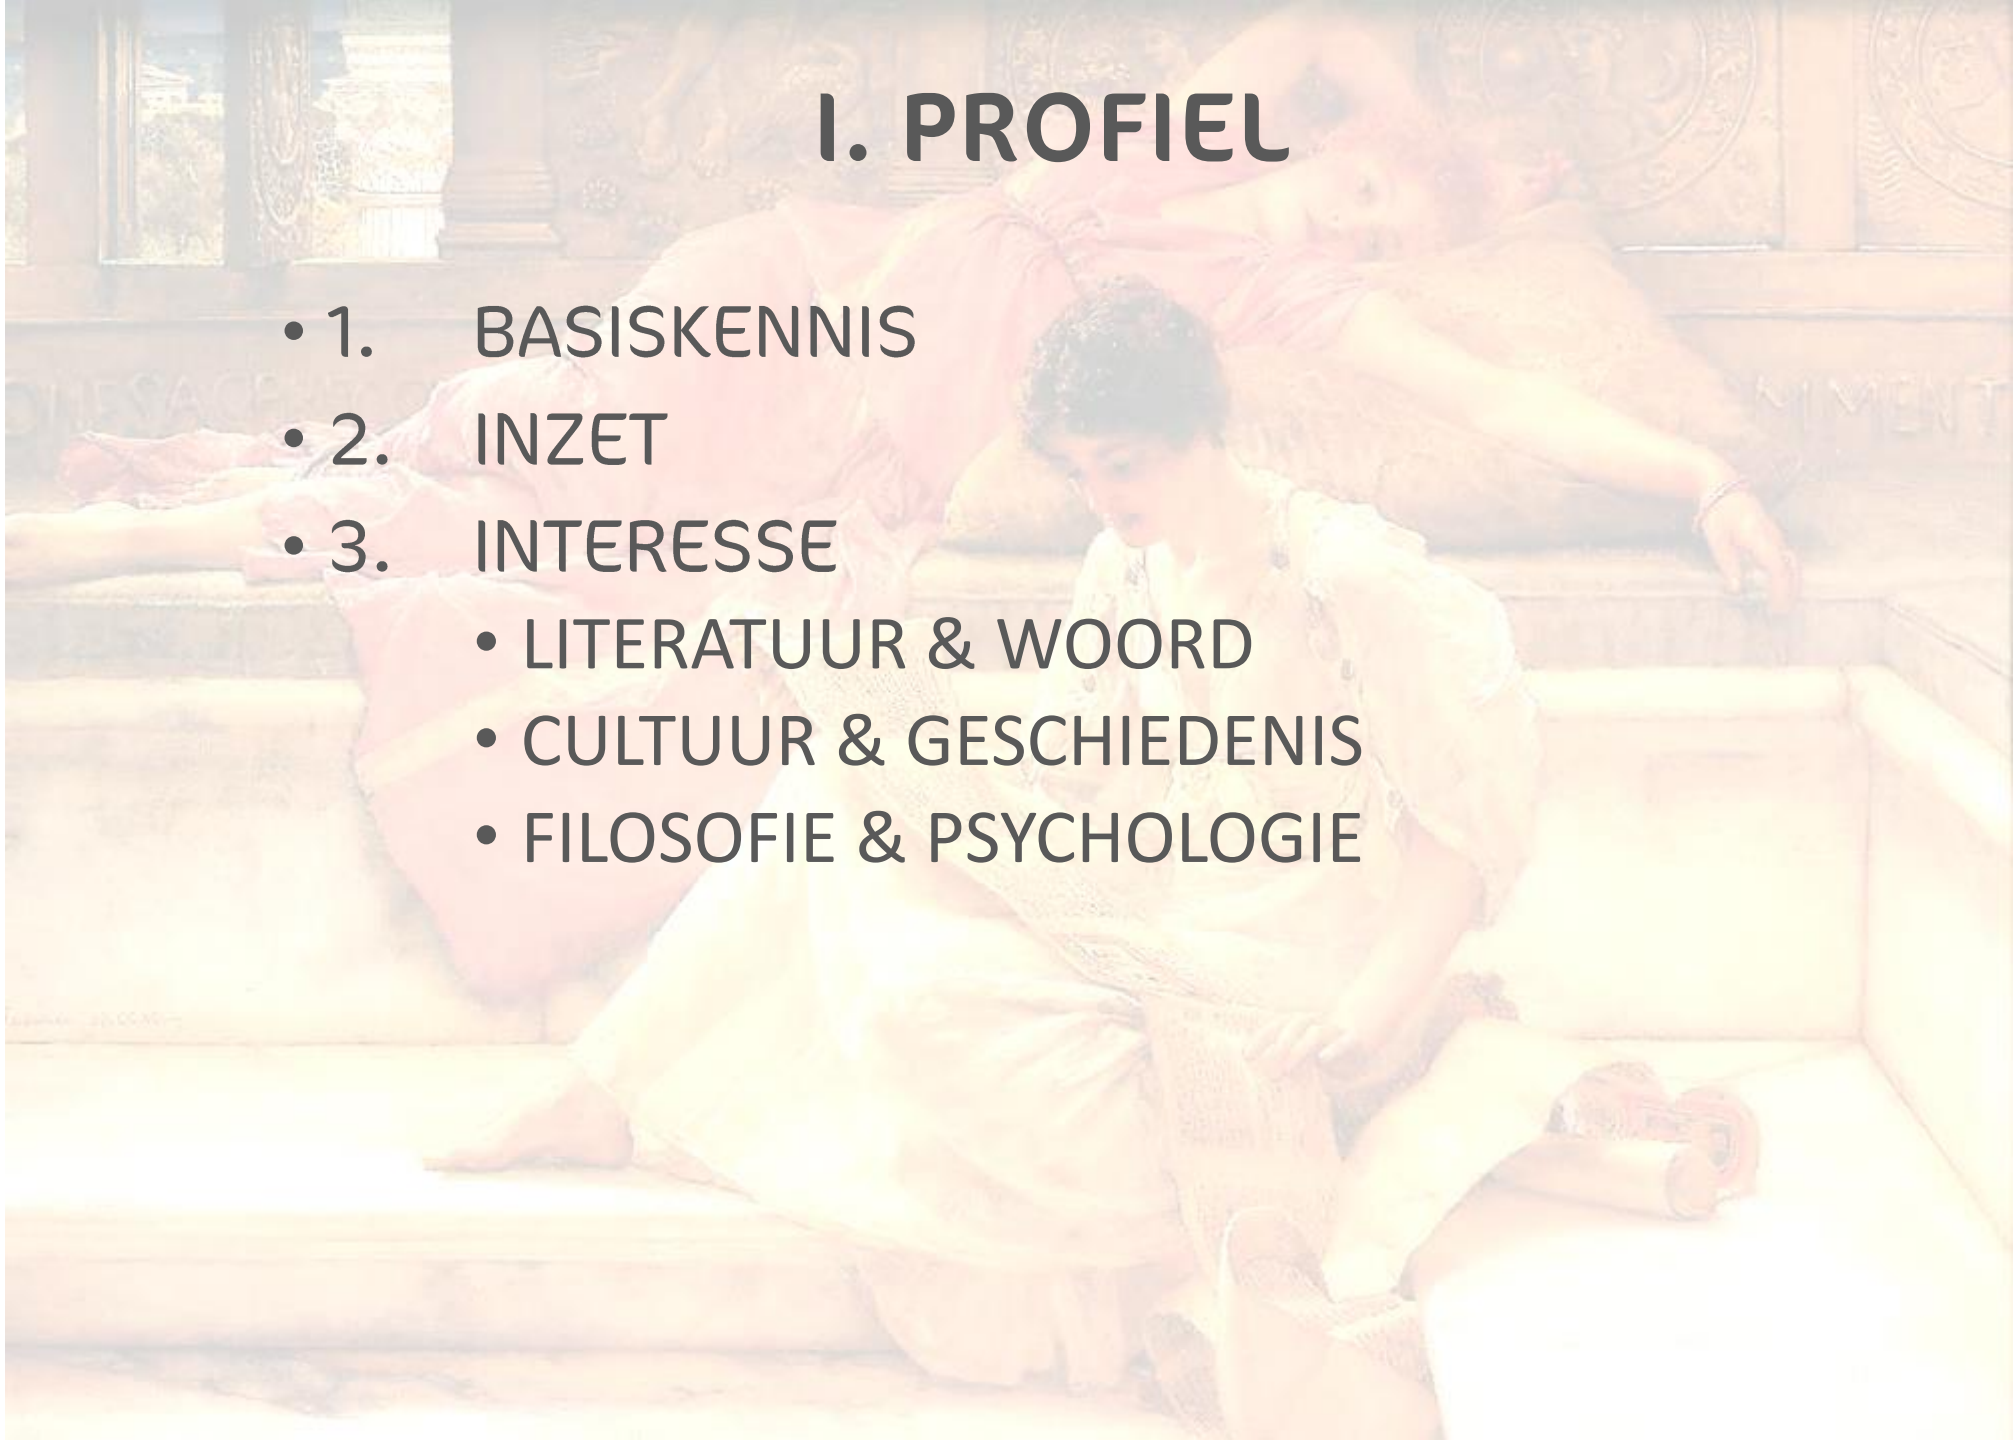 I. PROFIEL
• 1. BASISKENNIS
• 2. INZET
• 3. INTERESSE
• LITERATUUR & WOORD
• CULTUUR & GESCHIEDENIS
• FILOSOFIE & PSYCHOLOGIE